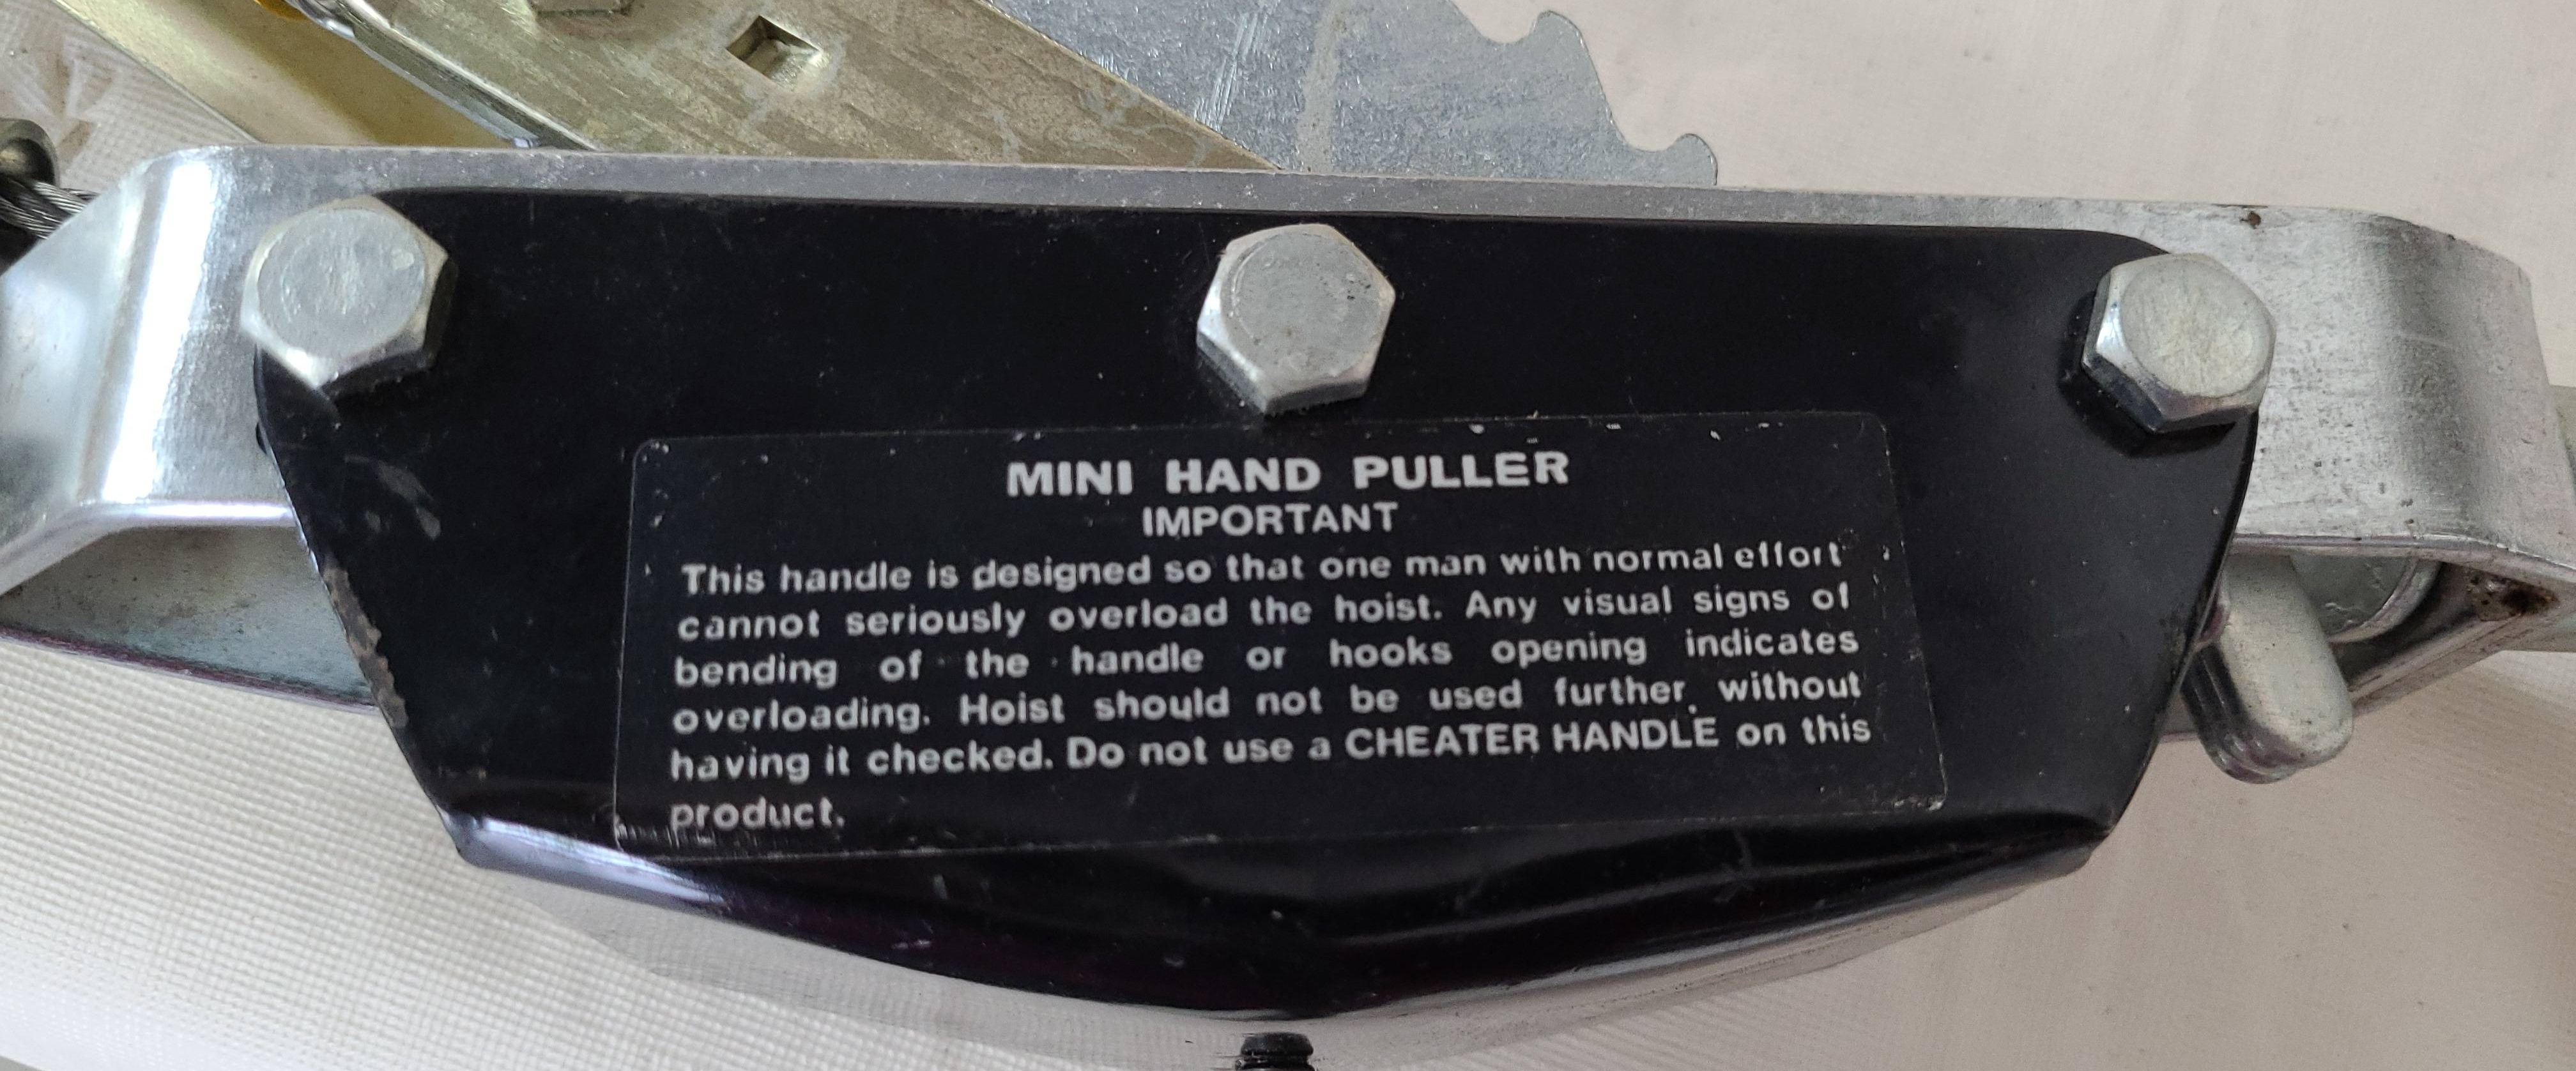 MINI HAND PULLER
IMPORTANT
This handle is designed so that one man with normal effort
cannot seriously overload the hoist. Any visual signs of
bending of the handle or hooks opening indicates
overloading. Hoist should not be used further without
having it checked. Do not use a CHEATER HANDLE on this
product.